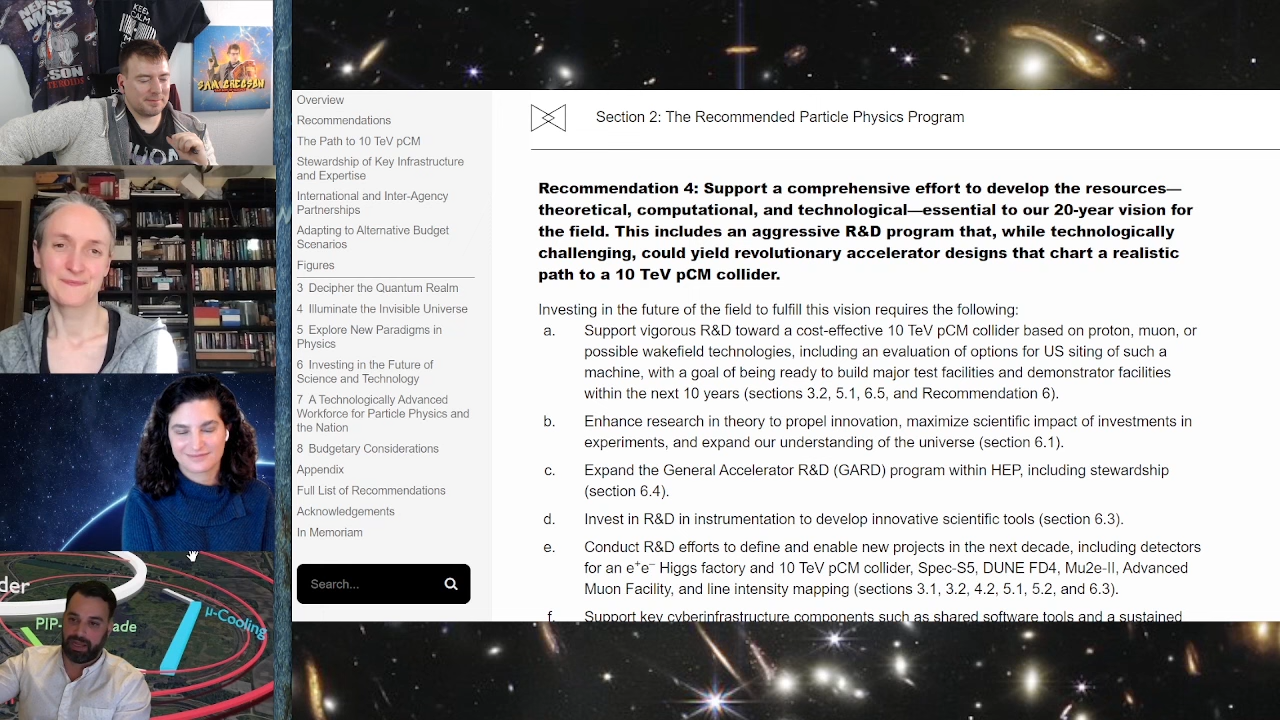 KEEP
CALM
SAM GREGSON
der
PIP-
ade
μ-Cooling
Overview
Recommendations
The Path to 10 TeV pCM
Stewardship of Key Infrastructure
and Expertise
International and Inter-Agency
Partnerships
Adapting to Alternative Budget
Scenarios
Figures
3 Decipher the Quantum Realm
4 Illuminate the Invisible Universe
5 Explore New Paradigms in
Physics
6 Investing in the Future of
Science and Technology
7 A Technologically Advanced
Workforce for Particle Physics and
the Nation
8 Budgetary Considerations
Appendix
Full List of Recommendations
Acknowledgements
In Memoriam
Search...
Section 2: The Recommended Particle Physics Program
Recommendation 4: Support a comprehensive effort to develop the resources—
theoretical, computational, and technological—essential to our 20-year vision for
the field. This includes an aggressive R&D program that, while technologically
challenging, could yield revolutionary accelerator designs that chart a realistic
path to a 10 TeV pCM collider.
Investing in the future of the field to fulfill this vision requires the following:
a. Support vigorous R&D toward a cost-effective 10 TeV pCM collider based on proton, muon, or
possible wakefield technologies, including an evaluation of options for US siting of such a
machine, with a goal of being ready to build major test facilities and demonstrator facilities
within the next 10 years (sections 3.2, 5.1, 6.5, and Recommendation 6).
b. Enhance research in theory to propel innovation, maximize scientific impact of investments in
experiments, and expand our understanding of the universe (section 6.1).
c. Expand the General Accelerator R&D (GARD) program within HEP, including stewardship
(section 6.4).
d. Invest in R&D in instrumentation to develop innovative scientific tools (section 6.3).
e. Conduct R&D efforts to define and enable new projects in the next decade, including detectors
for an e⁺e⁻ Higgs factory and 10 TeV pCM collider, Spec-S5, DUNE FD4, Mu2e-II, Advanced
Muon Facility, and line intensity mapping (sections 3.1, 3.2, 4.2, 5.1, 5.2, and 6.3).
f. Support key cyberinfrastructure components such as shared software tools and a sustained